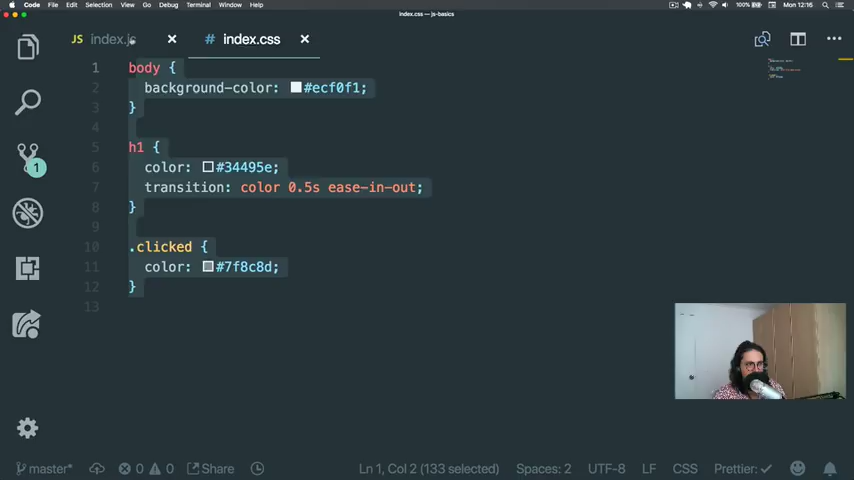 Code File Edit Selection View Go Debug Terminal Window Help 100% Mon 12:16
index.css — js-basics
JS index.js
# index.css
1 body {
2 background-color: #ecf0f1;
3 }
4
5 h1 {
6 color: #34495e;
7 transition: color 0.5s ease-in-out;
8 }
9
10 .clicked {
11 color: #7f8c8d;
12 }
13
1
master* 0 0 Share Ln 1, Col 2 (133 selected) Spaces: 2 UTF-8 LF CSS Prettier: ✓